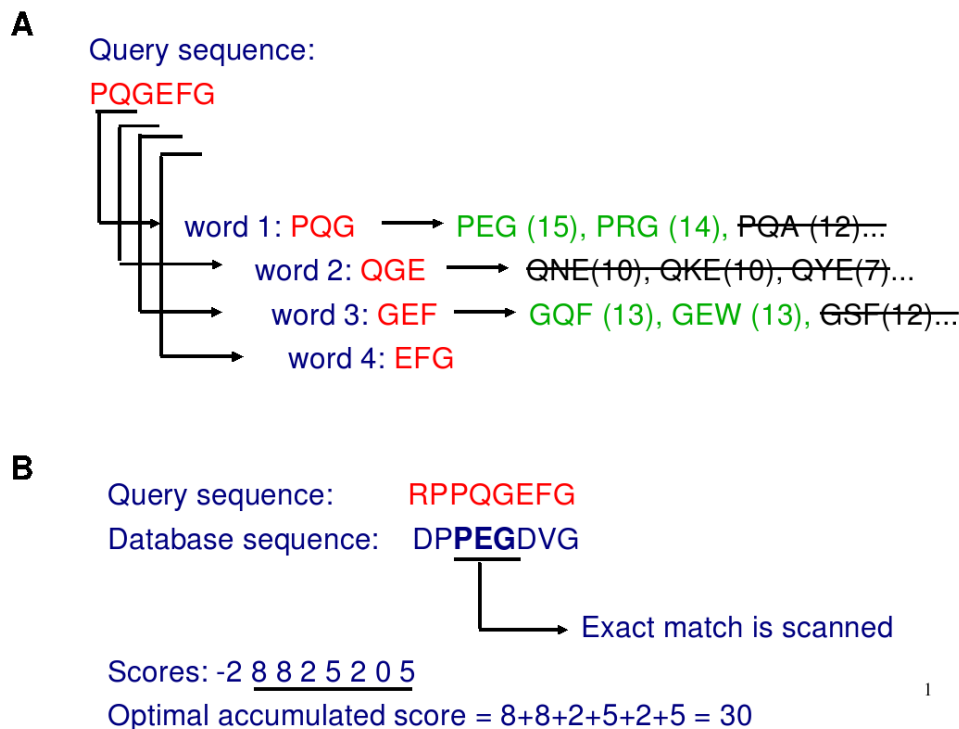 A
Query sequence:
PQGEFG
word 1: PQG PEG (15), PRG (14), PQA (12)...
word 2: QGE QNE(10), QKE(10), QYE(7)...
word 3: GEF GQF (13), GEW (13), GSF(12)...
word 4: EFG
B
Query sequence: RPPQGEFG
Database sequence: DPPEGDVG
Exact match is scanned
Scores: -2 8 8 2 5 2 0 5
1
Optimal accumulated score = 8+8+2+5+2+5 = 30